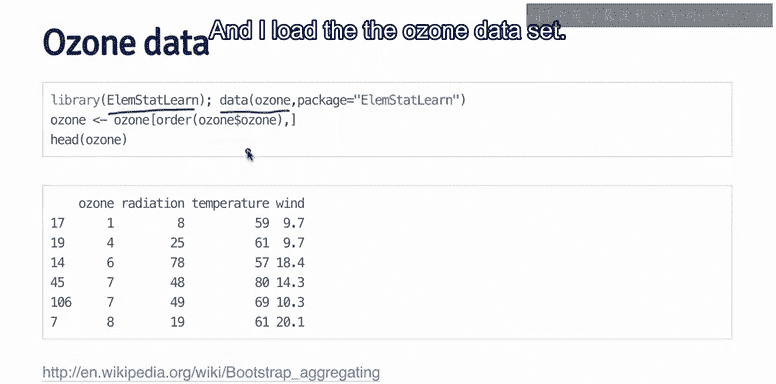 And I load the the ozone data set.
Ozone data
library(ElemStatLearn); data(ozone,package="ElemStatLearn")
ozone <- ozone[order(ozone$ozone),]
head(ozone)
ozone radiation temperature wind
17 1 8 59 9.7
19 4 25 61 9.7
14 6 78 57 18.4
45 7 48 80 14.3
106 7 49 69 10.3
7 8 19 61 20.1
http://en.wikipedia.org/wiki/Bootstrap_aggregating